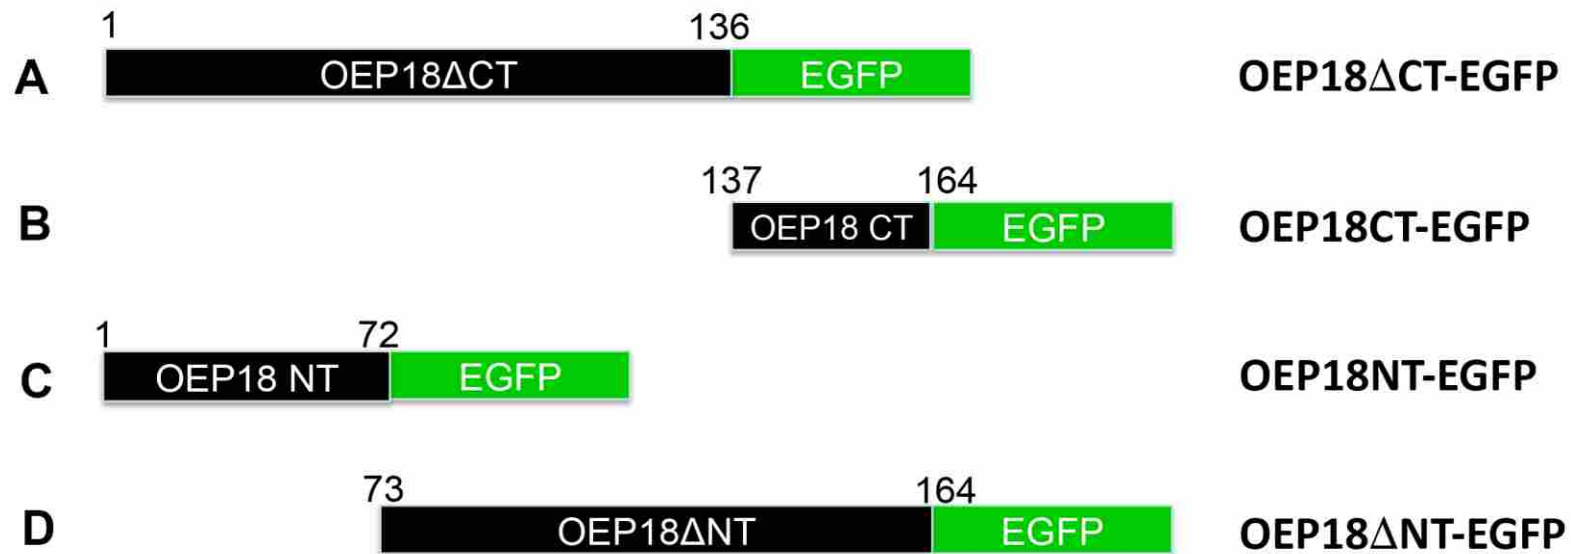 1 136
A OEP18ΔCT EGFP OEP18ΔCT-EGFP
137 164
B OEP18 CT EGFP OEP18CT-EGFP
1 72
C OEP18 NT EGFP OEP18NT-EGFP
73 164
D OEP18ΔNT EGFP OEP18ΔNT-EGFP